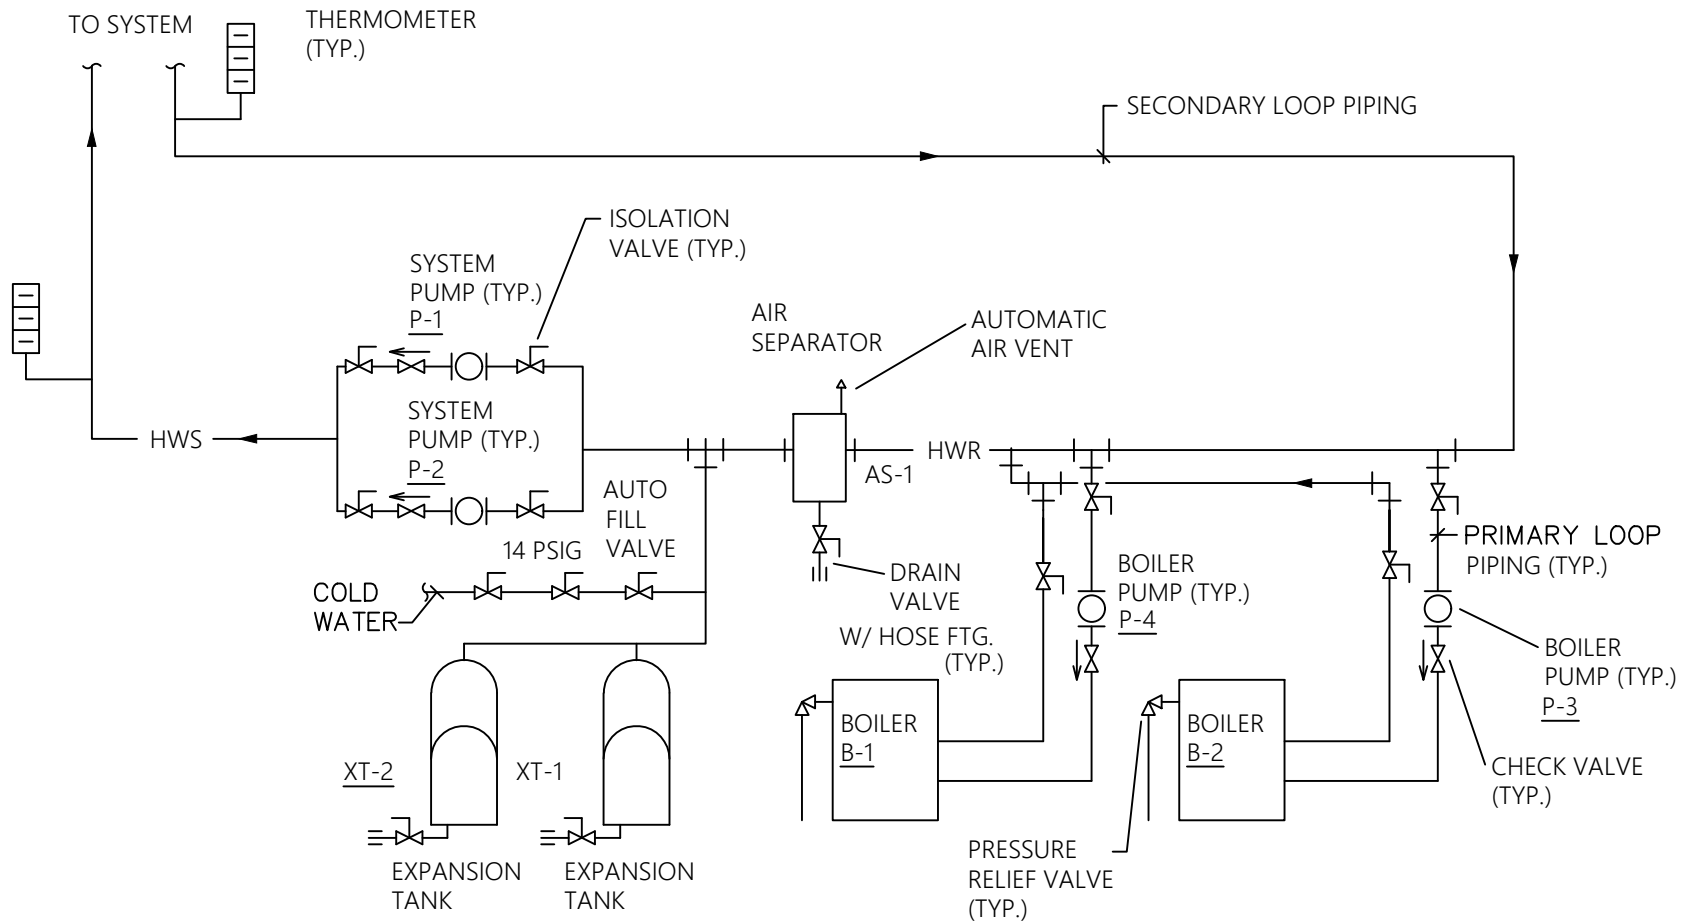 TO SYSTEM
THERMOMETER
(TYP.)
SECONDARY LOOP PIPING
ISOLATION
VALVE (TYP.)
SYSTEM
PUMP (TYP.)
P-1
AIR
SEPARATOR
AUTOMATIC
AIR VENT
HWS
SYSTEM
PUMP (TYP.)
P-2
HWR
AS-1
AUTO
FILL
VALVE
14 PSIG
COLD
WATER
DRAIN
VALVE
W/ HOSE FTG.
(TYP.)
BOILER
PUMP (TYP.)
P-4
PRIMARY LOOP
PIPING (TYP.)
BOILER
PUMP (TYP.)
P-3
BOILER
B-1
BOILER
B-2
CHECK VALVE
(TYP.)
XT-2
XT-1
EXPANSION
TANK
EXPANSION
TANK
PRESSURE
RELIEF VALVE
(TYP.)